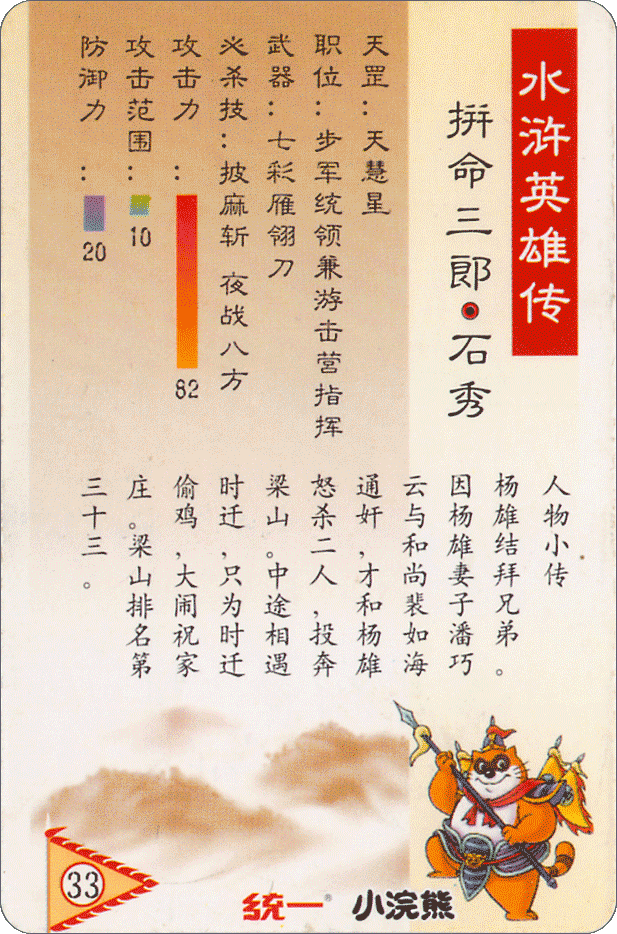 水浒英雄传
拚命三郎·石秀
天罡：天慧星
职位：步军统领兼游击营指挥
武器：七彩雁翎刀
必杀技：披麻斩 夜战八方
攻击力：
82
攻击范围：
10
防御力：
20
人物小传
杨雄结拜兄弟。
因杨雄妻子潘巧
云与和尚裴如海
通奸，才和杨雄
怒杀二人，投奔
梁山。中途相遇
时迁，只为时迁
偷鸡，大闹祝家
庄。梁山排名第
三十三。
33
统一® 小浣熊